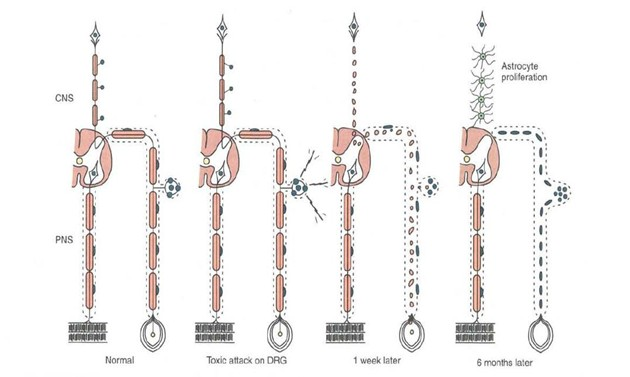 Astrocyte
proliferation
CNS
PNS
Normal
Toxic attack on DRG
1 week later
6 months later